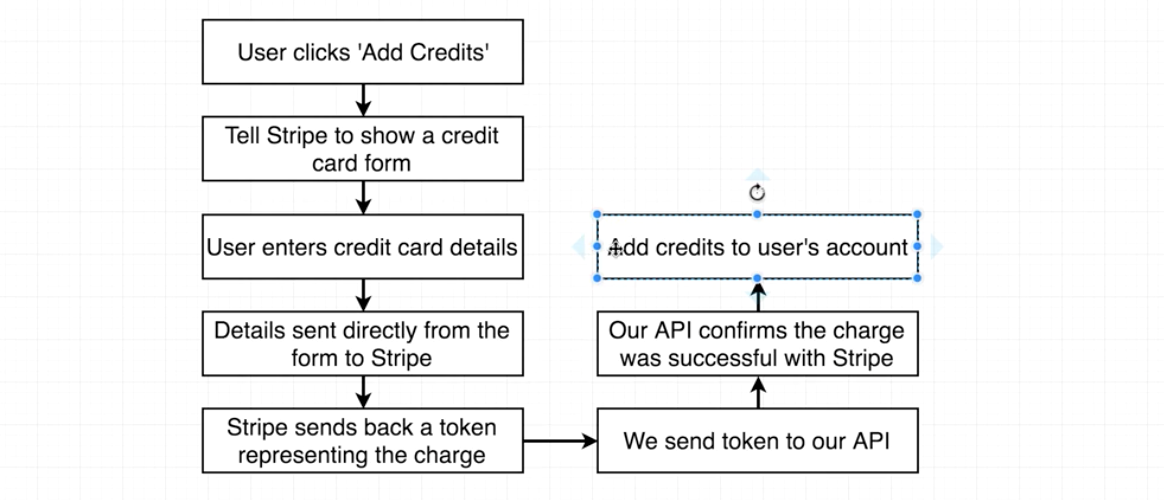 User clicks 'Add Credits'
Tell Stripe to show a credit
card form
User enters credit card details
Details sent directly from the
form to Stripe
Stripe sends back a token
representing the charge
We send token to our API
Our API confirms the charge
was successful with Stripe
Add credits to user's account